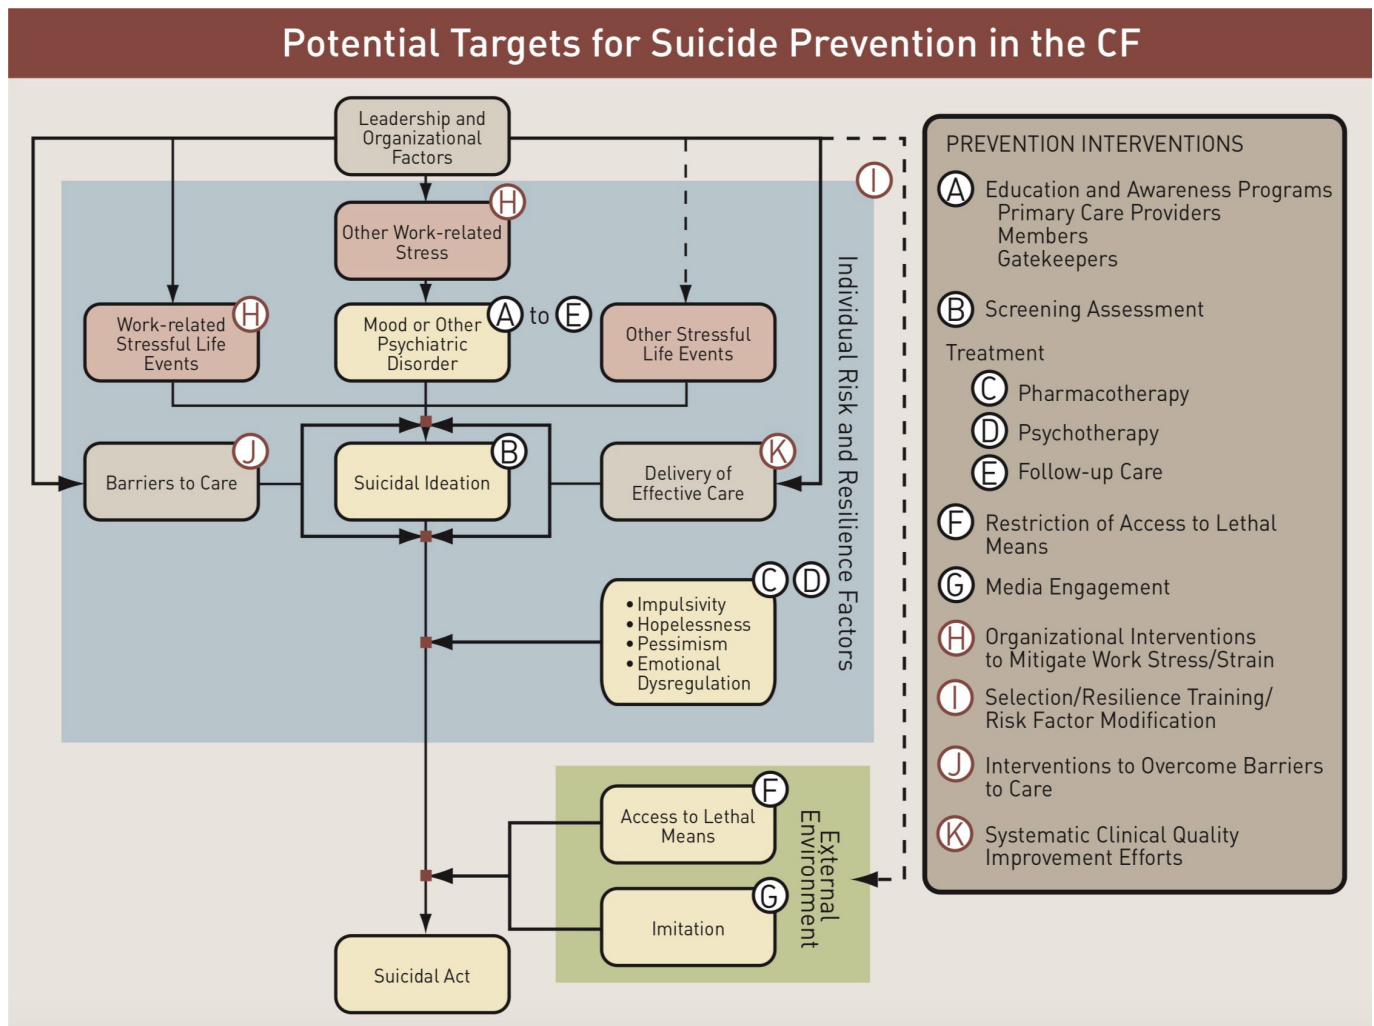 Potential Targets for Suicide Prevention in the CF
Leadership and
Organizational
Factors
I
H
Other Work-related
Stress
H
Work-related
Stressful Life
Events
A to E
Mood or Other
Psychiatric
Disorder
Other Stressful
Life Events
Individual Risk and Resilience Factors
J
Barriers to Care
B
Suicidal Ideation
K
Delivery of
Effective Care
C D
• Impulsivity
• Hopelessness
• Pessimism
• Emotional
Dysregulation
F
Access to Lethal
Means
External
Environment
G
Imitation
Suicidal Act
PREVENTION INTERVENTIONS
A Education and Awareness Programs
Primary Care Providers
Members
Gatekeepers
B Screening Assessment
Treatment
C Pharmacotherapy
D Psychotherapy
E Follow-up Care
F Restriction of Access to Lethal
Means
G Media Engagement
H Organizational Interventions
to Mitigate Work Stress/Strain
I Selection/Resilience Training/
Risk Factor Modification
J Interventions to Overcome Barriers
to Care
K Systematic Clinical Quality
Improvement Efforts